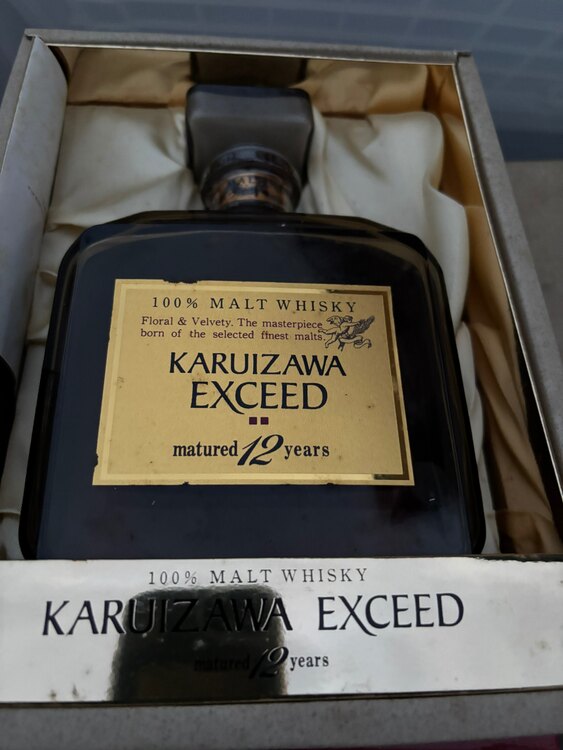 100% MALT WHISKY
Floral & Velvety. The masterpiece
born of the selected finest malts.
KARUIZAWA
EXCEED
matured 12 years
100% MALT WHISKY
KARUIZAWA EXCEED
matured 12 years